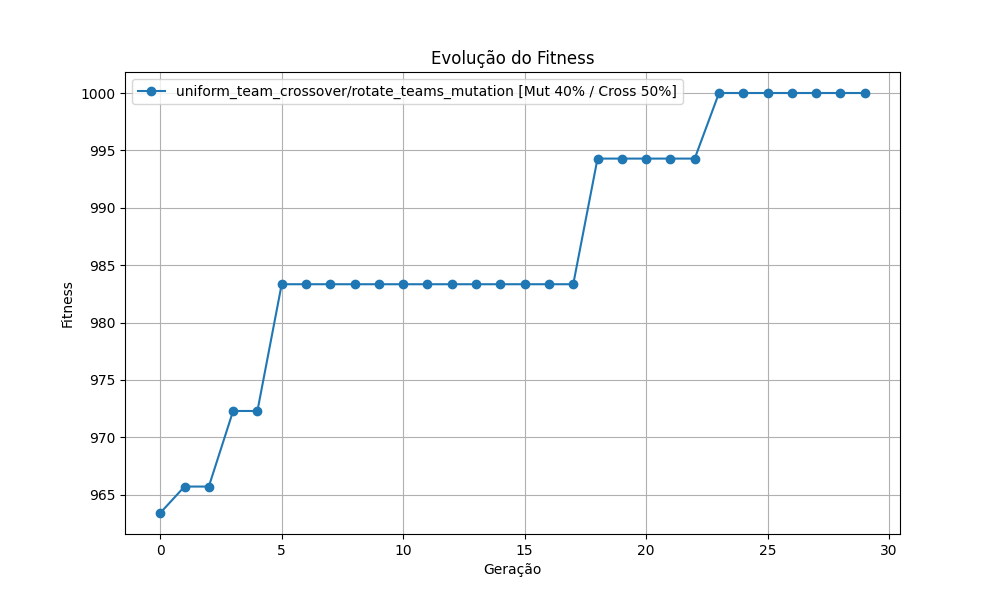 Evolução do Fitness
uniform_team_crossover/rotate_teams_mutation [Mut 40% / Cross 50%]
Fitness
1000
995
990
985
980
975
970
965
0 5 10 15 20 25 30
Geração